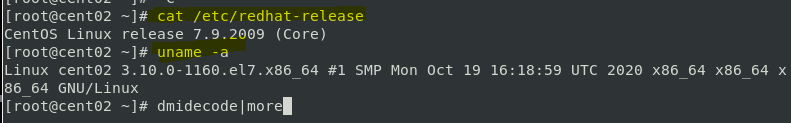 [root@cent02 ~]# cat /etc/redhat-release
CentOS Linux release 7.9.2009 (Core)
[root@cent02 ~]# uname -a
Linux cent02 3.10.0-1160.el7.x86_64 #1 SMP Mon Oct 19 16:18:59 UTC 2020 x86_64 x86_64 x
86_64 GNU/Linux
[root@cent02 ~]# dmidecode|more